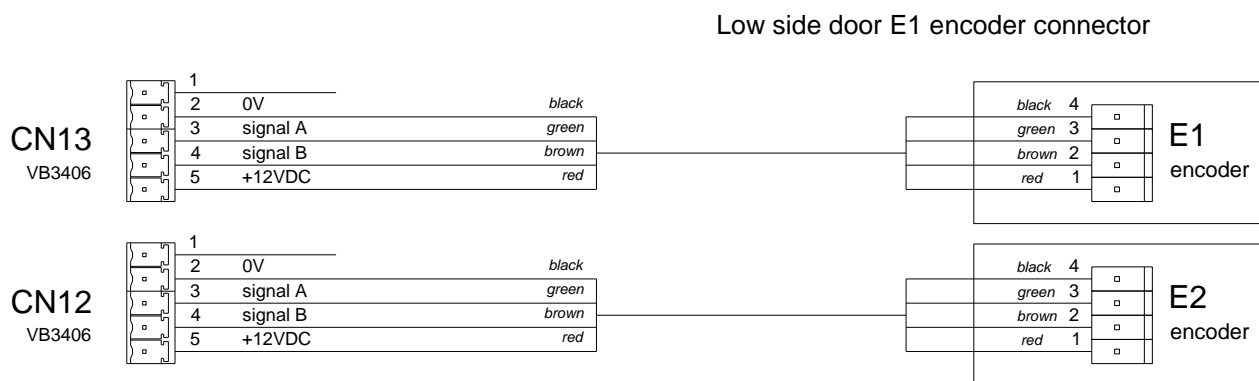 Low side door E1 encoder connector
CN13
VB3406
1
2 0V black
3 signal A green
4 signal B brown
5 +12VDC red
black 4
green 3
brown 2
red 1
E1
encoder
CN12
VB3406
1
2 0V black
3 signal A green
4 signal B brown
5 +12VDC red
black 4
green 3
brown 2
red 1
E2
encoder